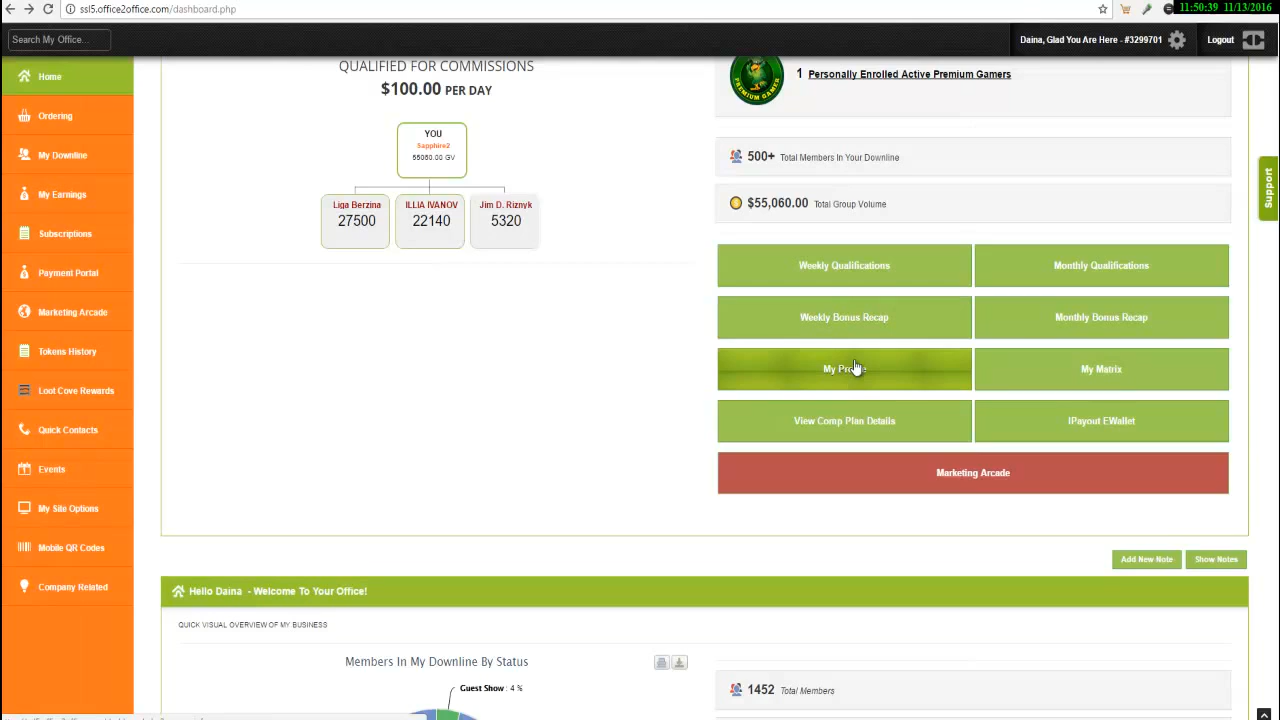 ssl5.office2office.com/dashboard.php
11:50:39 11/13/2016
Search My Office...
Daina, Glad You Are Here - #3299701
Logout
Home
Ordering
My Downline
My Earnings
Subscriptions
Payment Portal
Marketing Arcade
Tokens History
Loot Cove Rewards
Quick Contacts
Events
My Site Options
Mobile QR Codes
Company Related
QUALIFIED FOR COMMISSIONS
$100.00 PER DAY
YOU
Sapphire2
55060.00 GV
Liga Berzina
27500
ILLIA IVANOV
22140
Jim D. Riznyk
5320
PREMIUM GAMER
1 Personally Enrolled Active Premium Gamers
500+ Total Members In Your Downline
$55,060.00 Total Group Volume
Weekly Qualifications
Monthly Qualifications
Weekly Bonus Recap
Monthly Bonus Recap
My
My Matrix
View Comp Plan Details
IPayout EWallet
Marketing Arcade
Support
Add New Note
Show Notes
Hello Daina - Welcome To Your Office!
QUICK VISUAL OVERVIEW OF MY BUSINESS
Members In My Downline By Status
Guest Show : 4 %
1452 Total Members